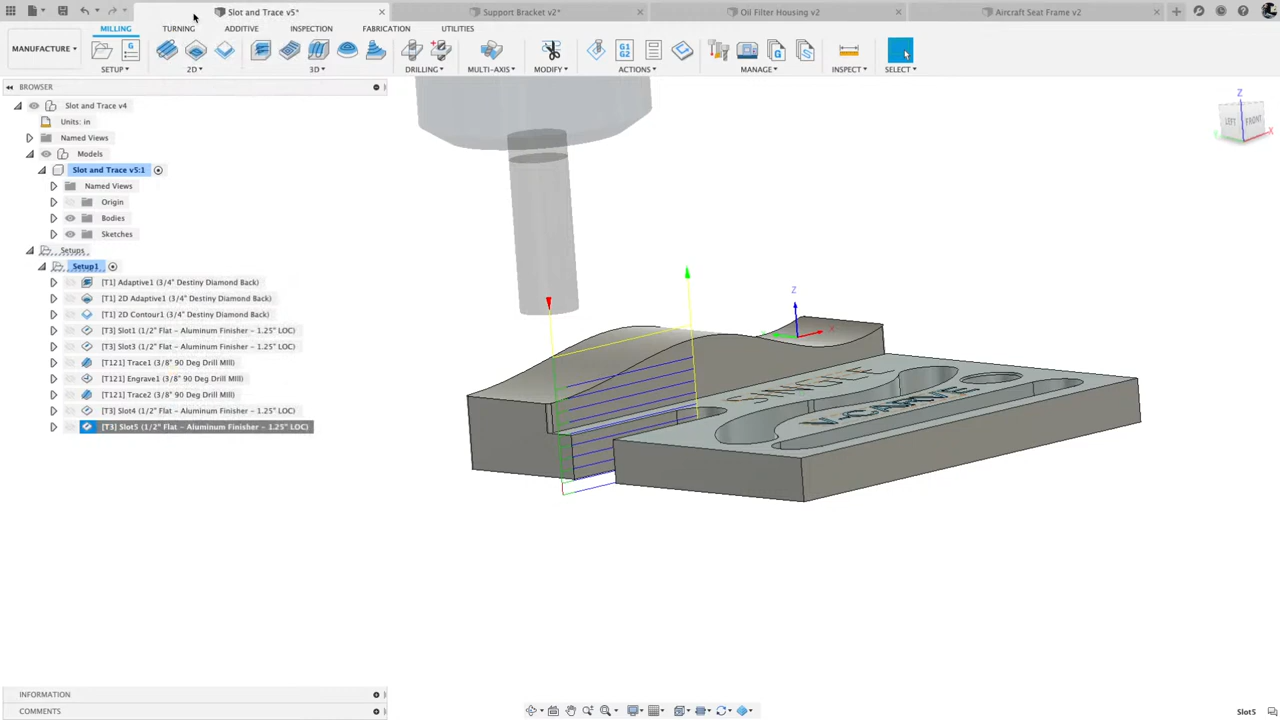 Slot and Trace v5* Support Bracket v2* Oil Filter Housing v2 Aircraft Seat Frame v2
MILLING TURNING ADDITIVE INSPECTION FABRICATION UTILITIES
MANUFACTURE
G1 G2 G
SETUP 2D 3D DRILLING MULTI-AXIS MODIFY ACTIONS MANAGE INSPECT SELECT
BROWSER
Slot and Trace v4
Units: in
Named Views
Models
Slot and Trace v5:1
Named Views
Origin
Bodies
Sketches
Setups
Setup1
[T1] Adaptive1 (3/4" Destiny Diamond Back)
[T1] 2D Adaptive1 (3/4" Destiny Diamond Back)
[T1] 2D Contour1 (3/4" Destiny Diamond Back)
[T3] Slot1 (1/2" Flat - Aluminum Finisher - 1.25" LOC)
[T3] Slot3 (1/2" Flat - Aluminum Finisher - 1.25" LOC)
[T121] Trace1 (3/8" 90 Deg Drill Mill)
[T121] Engrave1 (3/8" 90 Deg Drill Mill)
[T121] Trace2 (3/8" 90 Deg Drill Mill)
[T3] Slot4 (1/2" Flat - Aluminum Finisher - 1.25" LOC)
[T3] Slot5 (1/2" Flat - Aluminum Finisher - 1.25" LOC)
Z
LEFT FRONT
X
Z
X
SINGLE
V-CARVE
INFORMATION
COMMENTS
Slot5